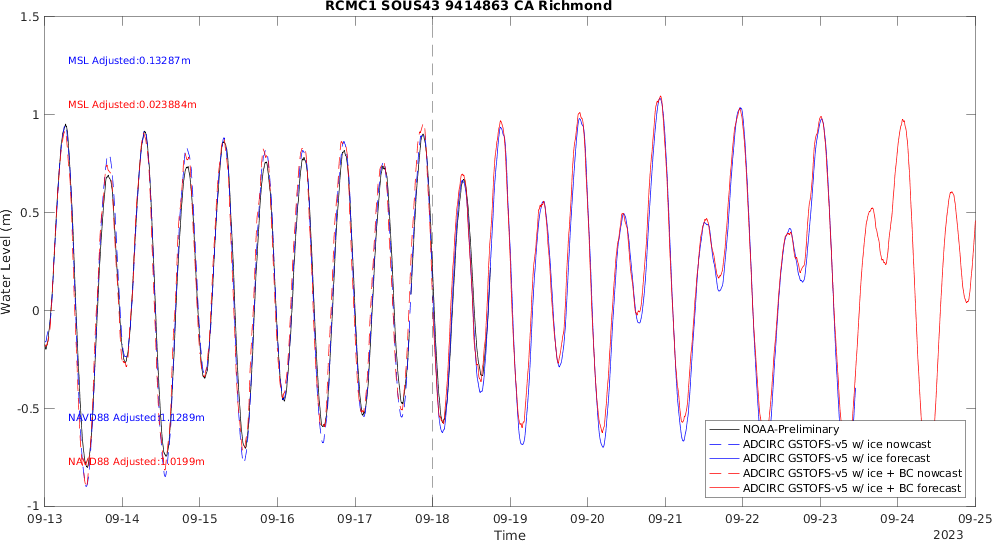 RCMC1 SOUS43 9414863 CA Richmond
1.5
MSL Adjusted:0.13287m
MSL Adjusted:0.023884m
1
0.5
Water Level (m)
0
-0.5
NAVD88 Adjusted:1.1289m
NAVD88 Adjusted:1.0199m
-1
NOAA-Preliminary
ADCIRC GSTOFS-v5 w/ ice nowcast
ADCIRC GSTOFS-v5 w/ ice forecast
ADCIRC GSTOFS-v5 w/ ice + BC nowcast
ADCIRC GSTOFS-v5 w/ ice + BC forecast
09-13 09-14 09-15 09-16 09-17 09-18 09-19 09-20 09-21 09-22 09-23 09-24 09-25
Time
2023